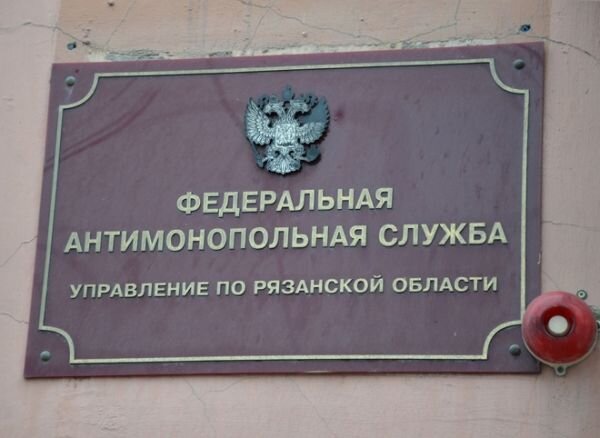 ФЕДЕРАЛЬНАЯ
АНТИМОНОПОЛЬНАЯ СЛУЖБА
УПРАВЛЕНИЕ ПО РЯЗАНСКОЙ ОБЛАСТИ